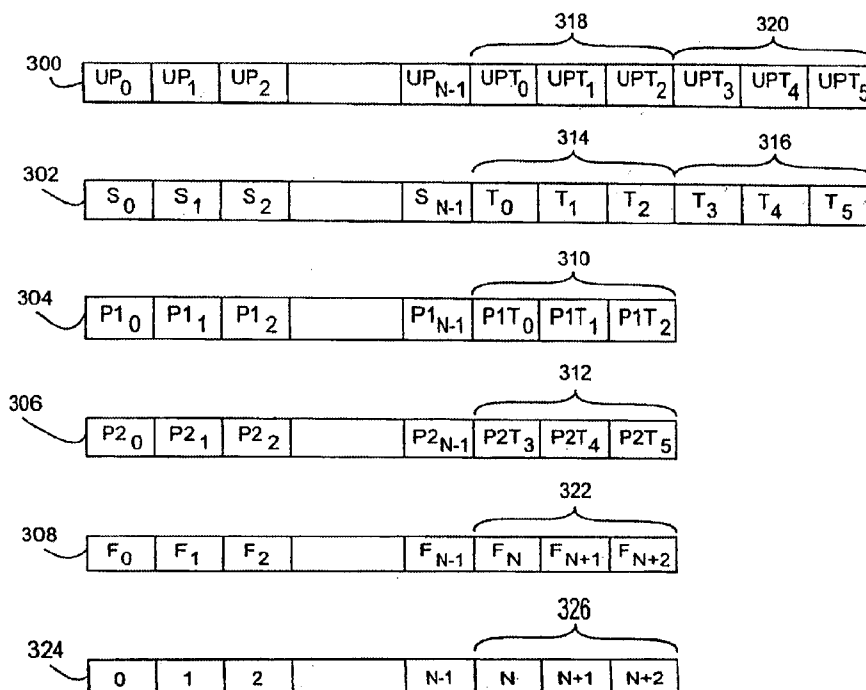 318 320
300 UP0 UP1 UP2 UPN-1 UPT0 UPT1 UPT2 UPT3 UPT4 UPT5
314 316
302 S0 S1 S2 SN-1 T0 T1 T2 T3 T4 T5
310
304 P10 P11 P12 P1N-1 P1T0 P1T1 P1T2
312
306 P20 P21 P22 P2N-1 P2T3 P2T4 P2T5
322
308 F0 F1 F2 FN-1 FN FN+1 FN+2
326
324 0 1 2 N-1 N N+1 N+2